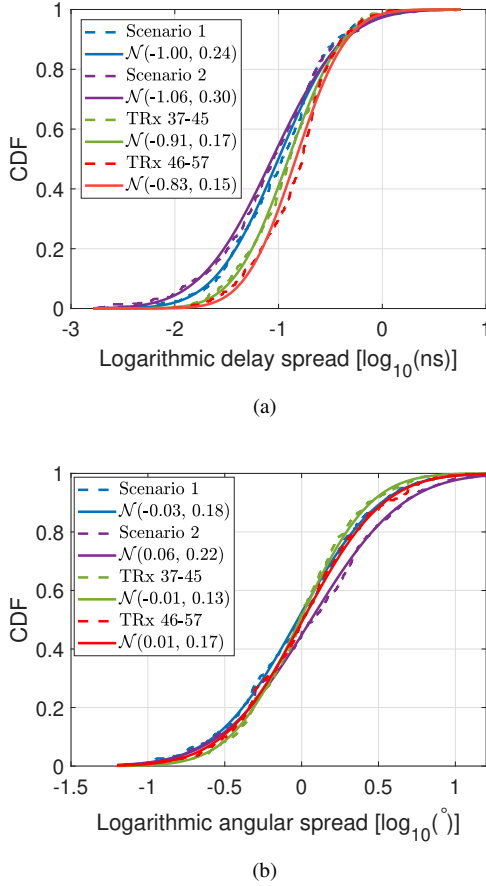 1
0.8
0.6
0.4
0.2
0
CDF
Scenario 1
𝒩(-1.00, 0.24)
Scenario 2
𝒩(-1.06, 0.30)
TRx 37-45
𝒩(-0.91, 0.17)
TRx 46-57
𝒩(-0.83, 0.15)
-3 -2 -1 0 1
Logarithmic delay spread [log₁₀(ns)]
(a)
1
0.8
0.6
0.4
0.2
0
CDF
Scenario 1
𝒩(-0.03, 0.18)
Scenario 2
𝒩(0.06, 0.22)
TRx 37-45
𝒩(-0.01, 0.13)
TRx 46-57
𝒩(0.01, 0.17)
-1.5 -1 -0.5 0 0.5 1
Logarithmic angular spread [log₁₀(°)]
(b)